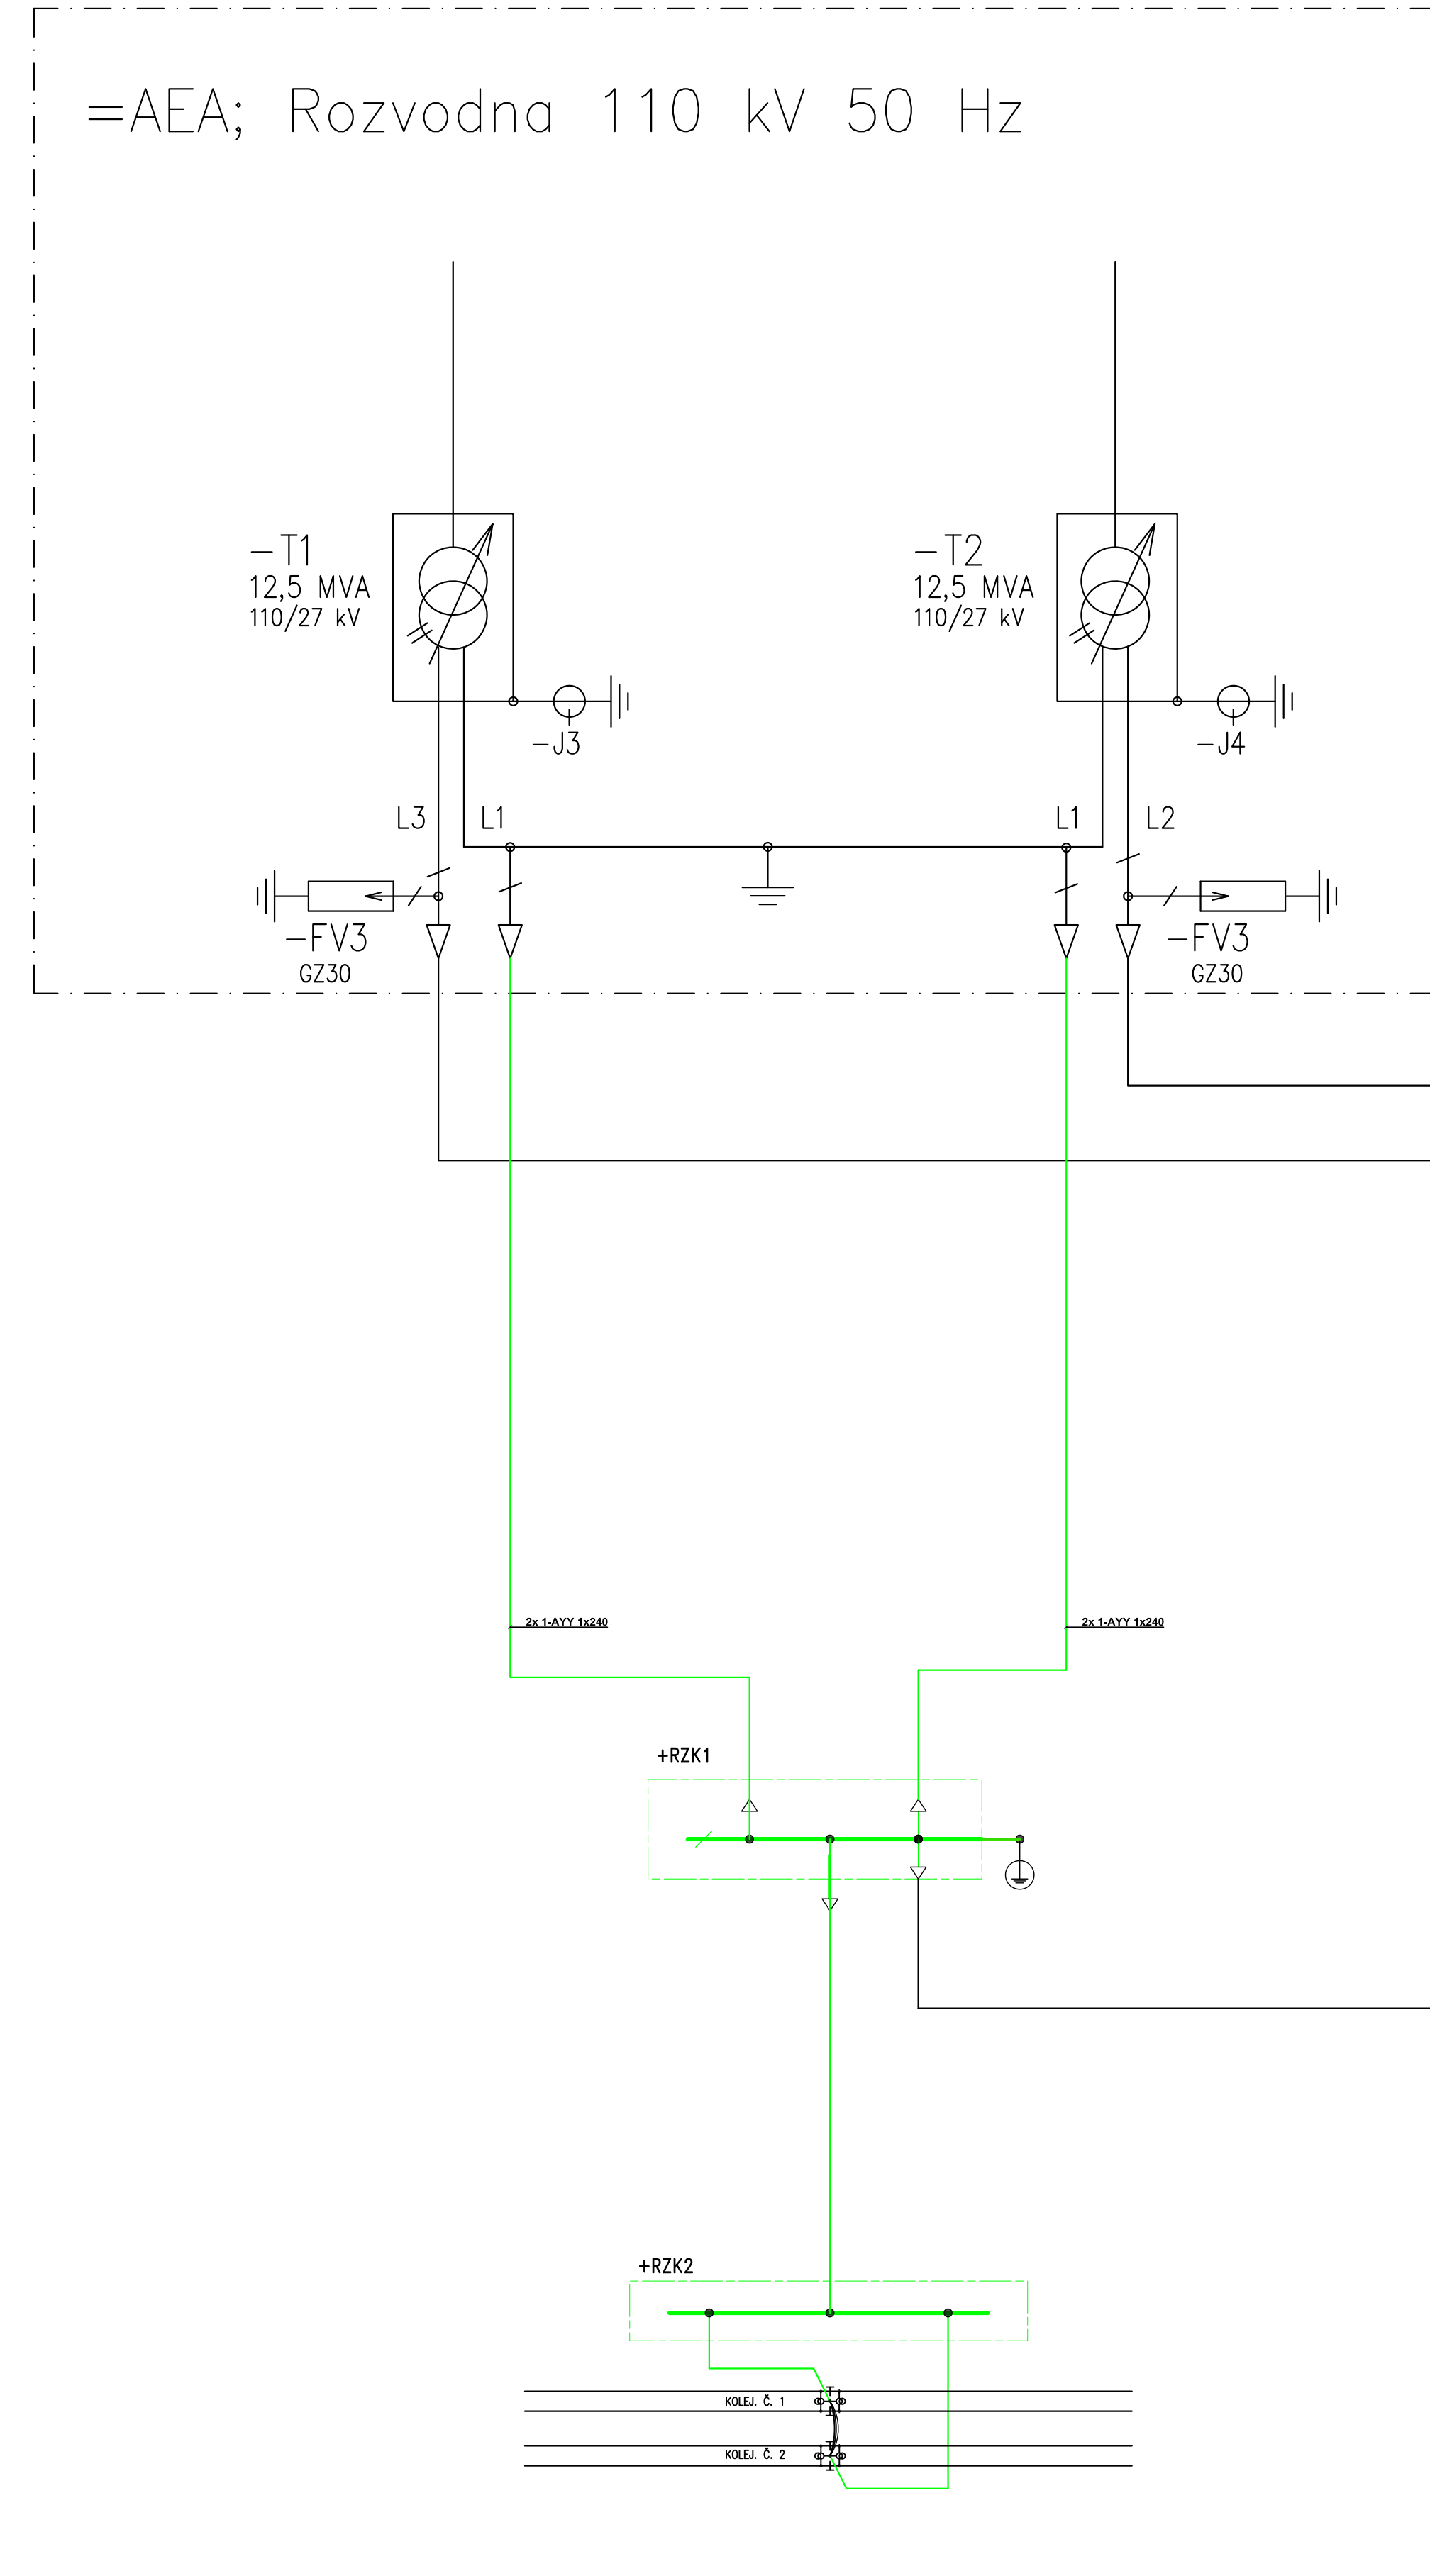 =AEA; Rozvodna 110 kV 50 Hz
-T1
12,5 MVA
110/27 kV
-T2
12,5 MVA
110/27 kV
-J3
-J4
L3
L1
L1
L2
-FV3
GZ30
-FV3
GZ30
2x 1-AYY 1x240
2x 1-AYY 1x240
+RZK1
+RZK2
KOLEJ. Č. 1
KOLEJ. Č. 2